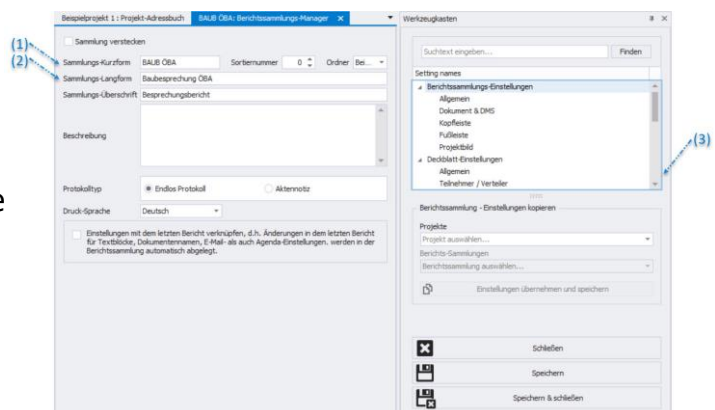 Beispielprojekt 1 : Projekt-Adressbuch
BAUB ÖBA: Berichtssammlungs-Manager
Sammlung verstecken
(1)
Sammlungs-Kurzform BAUB ÖBA Sortiernummer 0 Ordner Bei...
(2)
Sammlungs-Langform Baubesprechung ÖBA
Sammlungs-Überschrift Besprechungsbericht
Beschreibung
e
Protokolltyp Endlos Protokoll Aktennotiz
Druck-Sprache Deutsch
Einstellungen mit dem letzten Bericht verknüpfen, d.h. Änderungen in dem letzten Bericht
für Textblöcke, Dokumentennamen, E-Mail- als auch Agenda-Einstellungen. werden in der
Berichtssammlung automatisch abgelegt.
Werkzeugkasten
Suchtext eingeben... Finden
Setting names
Berichtssammlungs-Einstellungen
Allgemein
Dokument & DMS
Kopfleiste
Fußleiste
Projektbild
Deckblatt-Einstellungen
Allgemein
Teilnehmer / Verteiler
(3)
Berichtssammlung - Einstellungen kopieren
Projekte
Projekt auswählen...
Berichts-Sammlungen
Berichtssammlung auswählen...
Einstellungen übernehmen und speichern
Schließen
Speichern
Speichern & schließen